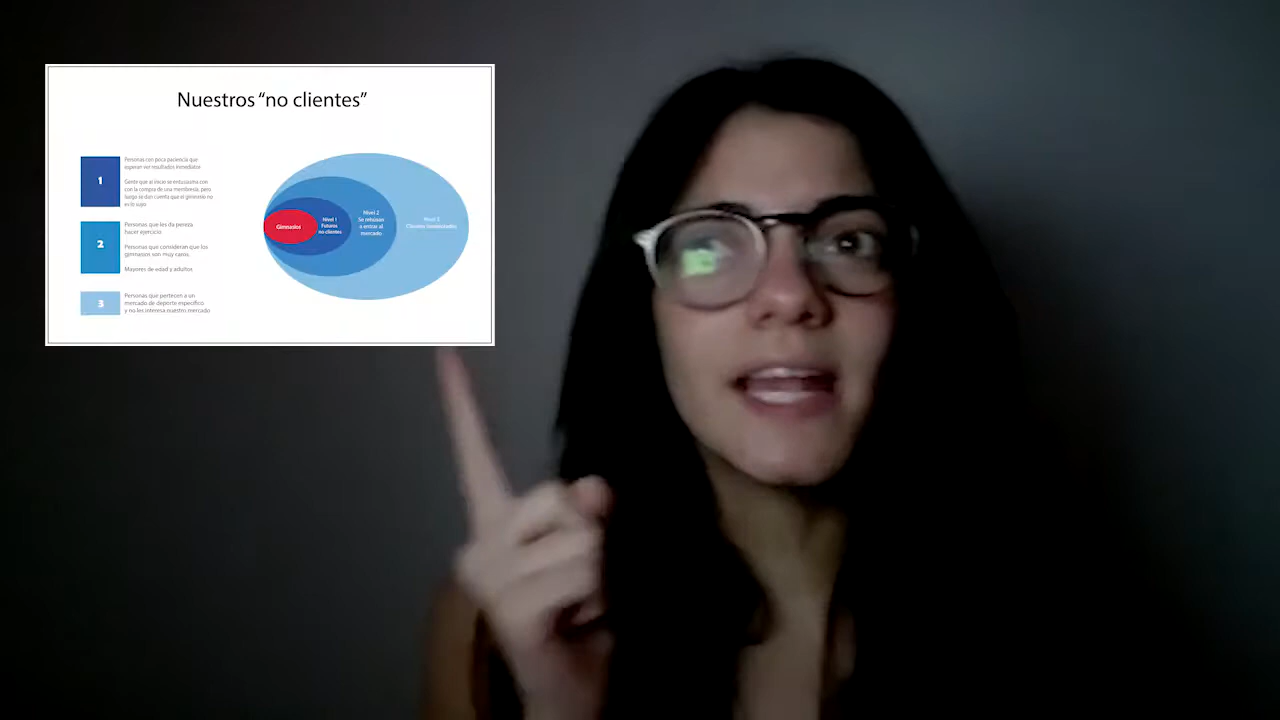 Nuestros “no clientes”
1
Personas con poca paciencia que
esperan ver resultados inmediatos
Gente que al inicio se entusiasma con
con la compra de una membresía, pero
luego se dan cuenta que el gimnasio no
es lo suyo
2
Personas que les da pereza
hacer ejercicio
Personas que consideran que los
gimnasios son muy caros.
Mayores de edad y adultos
3
Personas que pertecen a un
mercado de deporte específico
y no les interesa nuestro mercado
Gimnasios
Nivel 1
Futuros
no clientes
Nivel 2
Se rehúsan
a entrar al
mercado
Nivel 3
Clientes